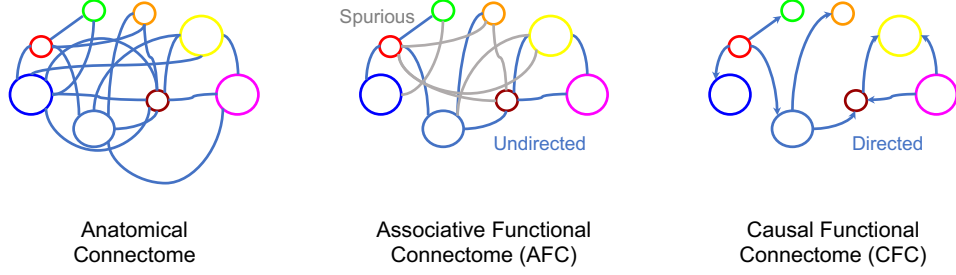 Spurious
Undirected
Directed
Anatomical
Connectome
Associative Functional
Connectome (AFC)
Causal Functional
Connectome (CFC)